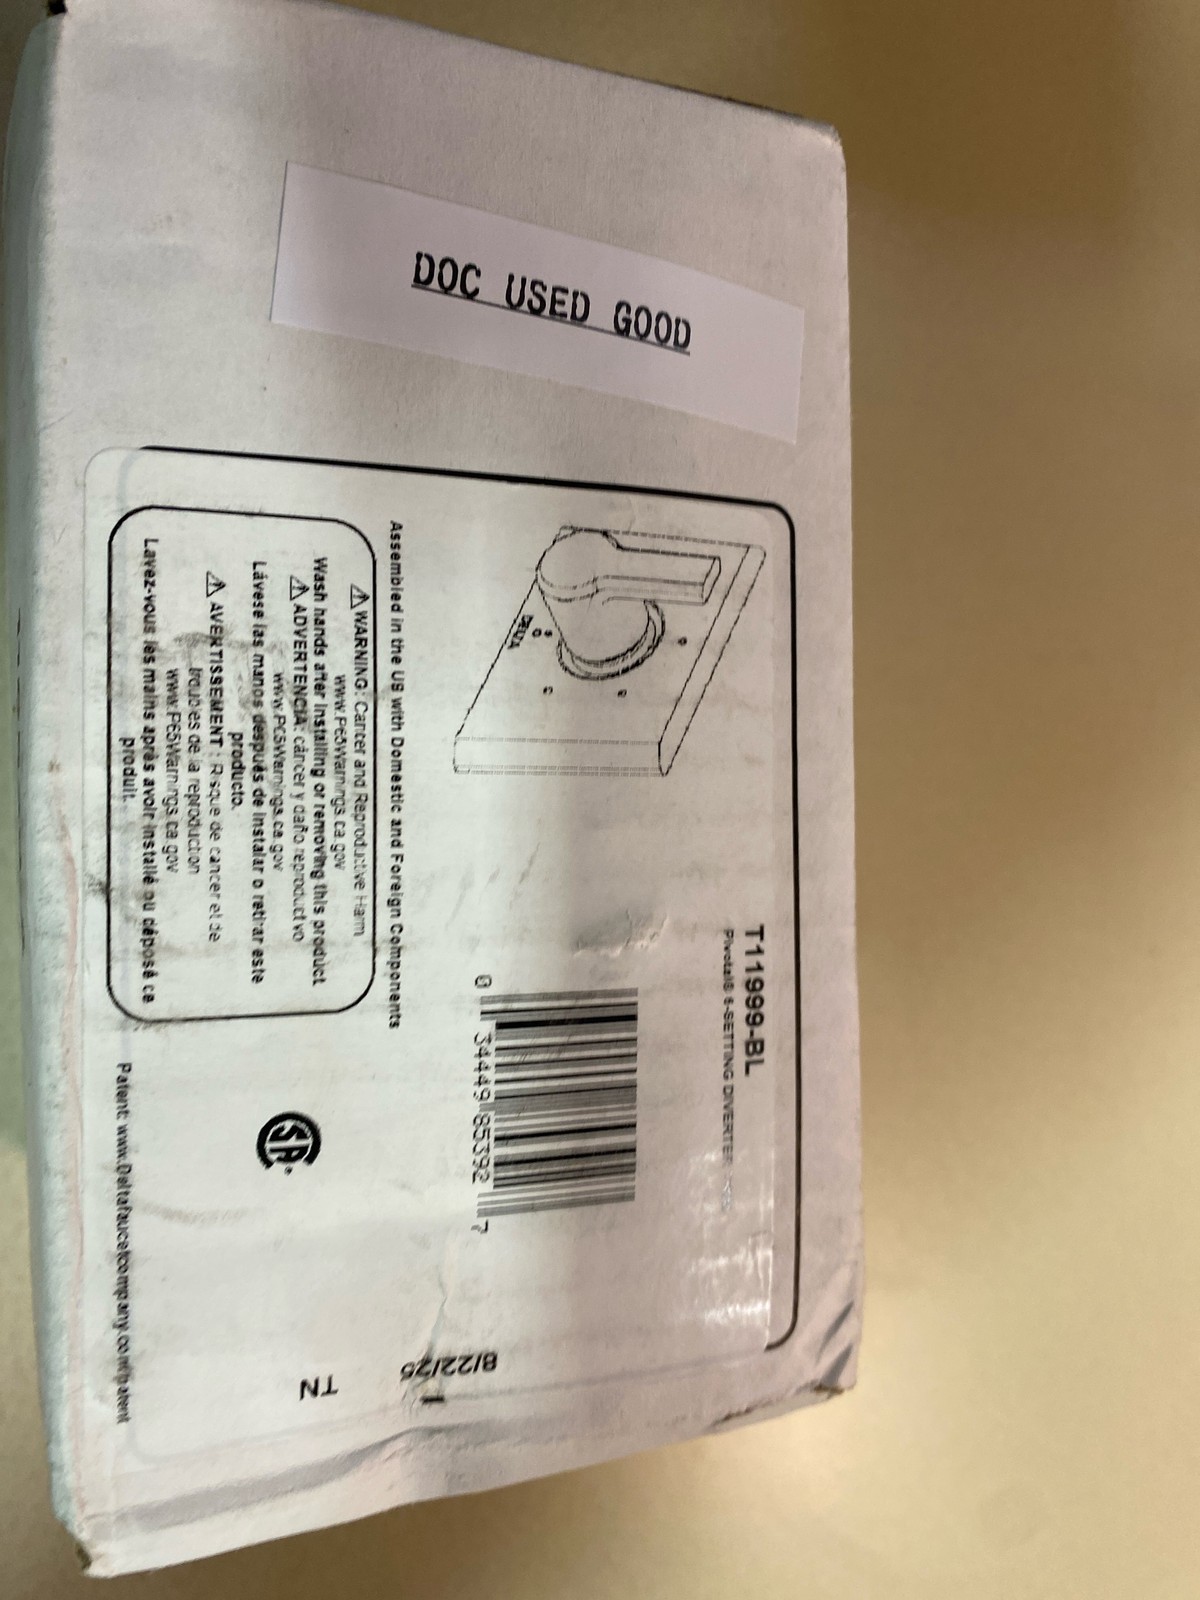 DOC USED GOOD
T11999-BL
Pivotal® 6-SETTING DIVERTER
DELTA
0 34449 85392 7
Assembled in the US with Domestic and Foreign Components
⚠ WARNING: Cancer and Reproductive Harm
www.P65Warnings.ca.gov
Wash hands after installing or removing this product.
⚠ ADVERTENCIA: cáncer y daño reproductivo
www.P65Warnings.ca.gov
Lávese las manos después de instalar o retirar este
producto.
⚠ AVERTISSEMENT : Risque de cancer et de
troubles de la reproduction
www.P65Warnings.ca.gov
Lavez-vous les mains après avoir installé ou déposé ce
produit.
8/22/25
1
TN
Patent: www.Deltafaucetcompany.com/patent